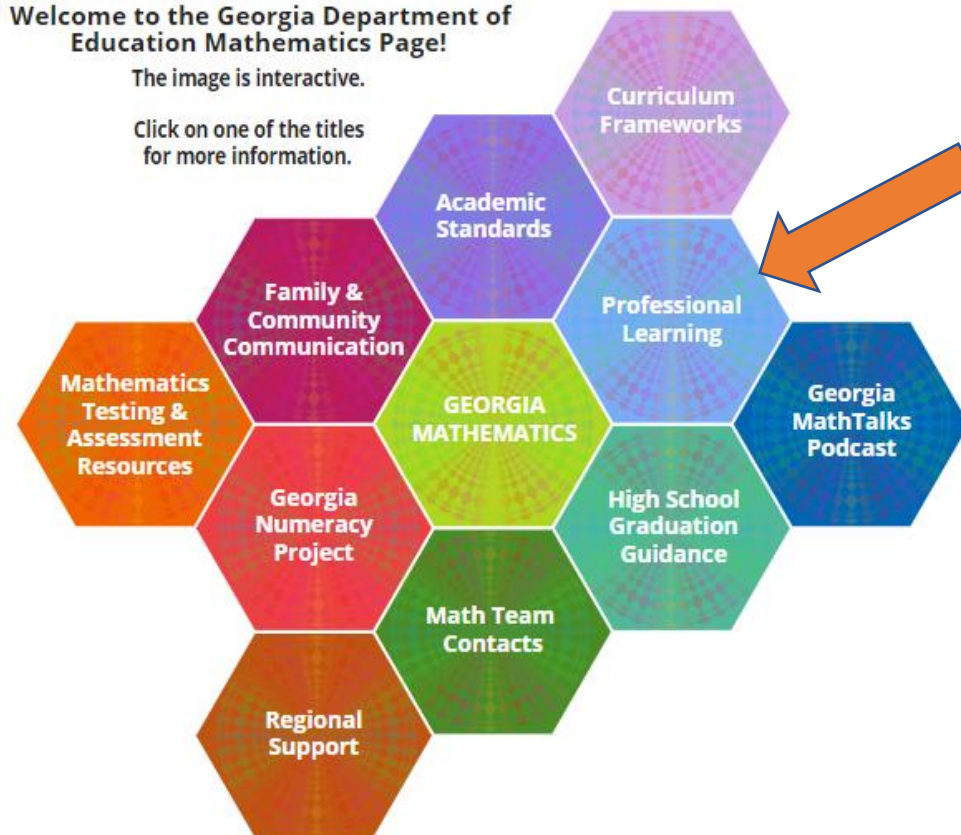 Welcome to the Georgia Department of
Education Mathematics Page!
The image is interactive.
Click on one of the titles
for more information.
Curriculum
Frameworks
Academic
Standards
Family &
Community
Communication
Professional
Learning
Mathematics
Testing &
Assessment
Resources
GEORGIA
MATHEMATICS
Georgia
MathTalks
Podcast
Georgia
Numeracy
Project
High School
Graduation
Guidance
Math Team
Contacts
Regional
Support